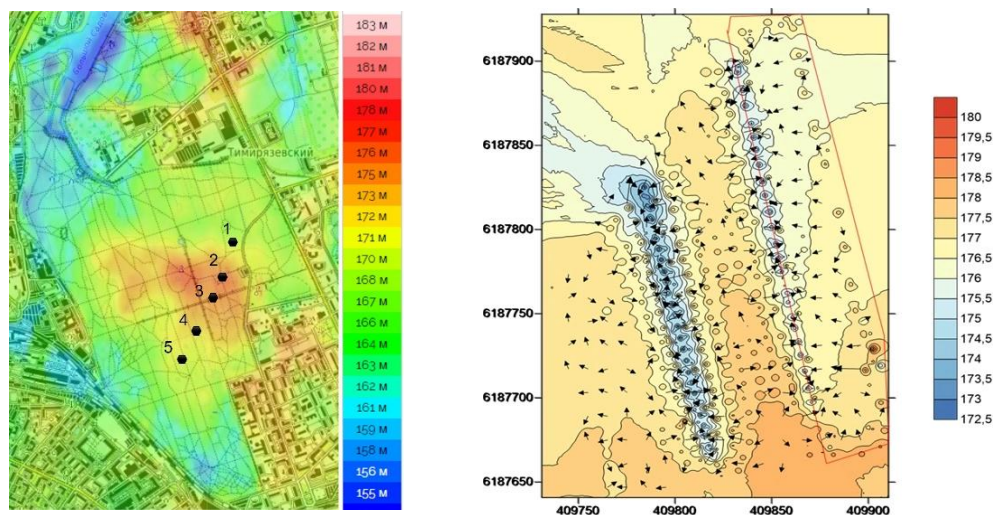 183 м
182 м
181 м
180 м
178 м
177 м
176 м
175 м
173 м
172 м
171 м
170 м
168 м
167 м
166 м
164 м
163 м
162 м
161 м
159 м
158 м
156 м
155 м
Тимирязевский
1
2
3
4
5
6187900
6187850
6187800
6187750
6187700
6187650
409750
409800
409850
409900
180
179,5
179
178,5
178
177,5
177
176,5
176
175,5
175
174,5
174
173,5
173
172,5